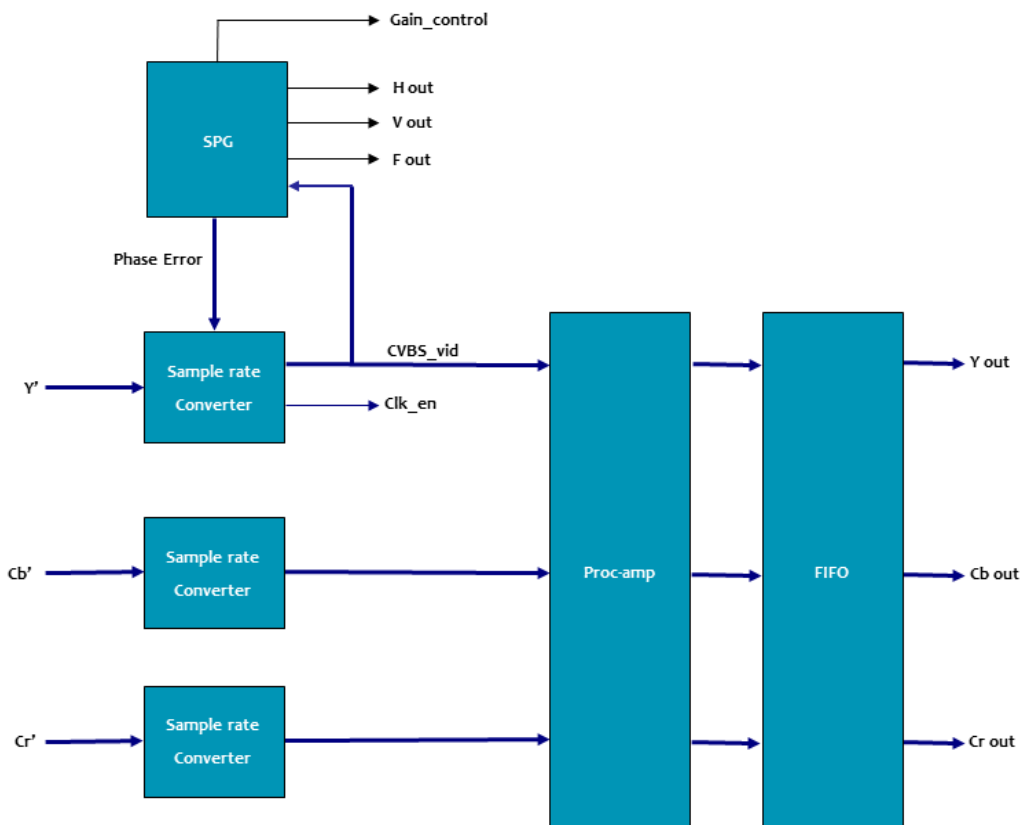 Gain_control
H out
SPG
V out
F out
Phase Error
CVBS_vid
Y'
Sample rate
Converter
Clk_en
Y out
Cb'
Sample rate
Converter
Proc-amp
FIFO
Cb out
Cr'
Sample rate
Converter
Cr out